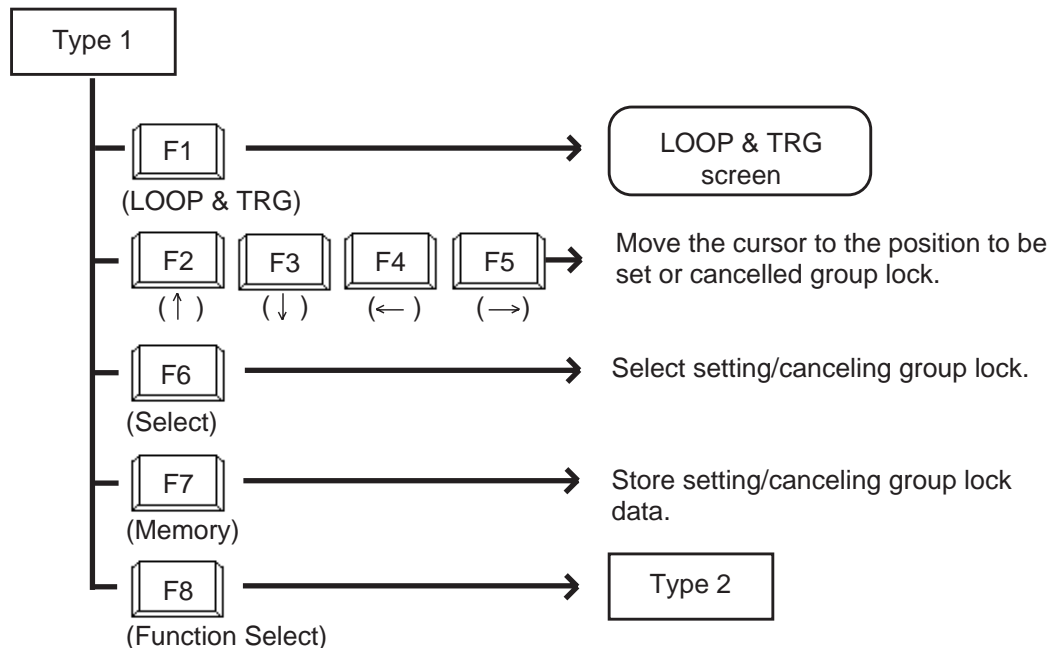 Type 1
F1
(LOOP & TRG)
LOOP & TRG
screen
F2 F3 F4 F5
(↑) (↓) (←) (→)
Move the cursor to the position to be
set or cancelled group lock.
F6
(Select)
Select setting/canceling group lock.
F7
(Memory)
Store setting/canceling group lock
data.
F8
(Function Select)
Type 2